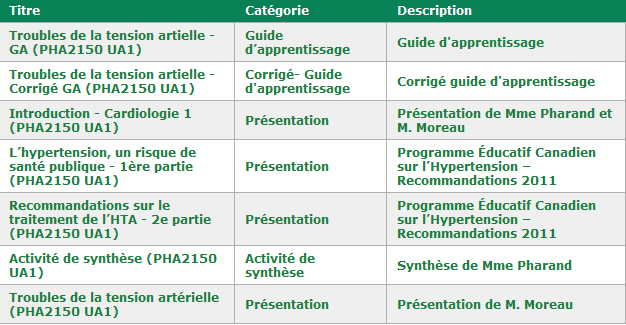 Titre Catégorie Description
Troubles de la tension artielle - GA (PHA2150 UA1) Guide d’apprentissage Guide d'apprentissage
Troubles de la tension artielle - Corrigé GA (PHA2150 UA1) Corrigé- Guide d'apprentissage Corrigé guide d'apprentissage
Introduction - Cardiologie 1 (PHA2150 UA1) Présentation Présentation de Mme Pharand et M. Moreau
L’hypertension, un risque de santé publique - 1ère partie (PHA2150 UA1) Présentation Programme Éducatif Canadien sur l’Hypertension – Recommandations 2011
Recommandations sur le traitement de l’HTA - 2e partie (PHA2150 UA1) Présentation Programme Éducatif Canadien sur l’Hypertension – Recommandations 2011
Activité de synthèse (PHA2150 UA1) Activité de synthèse Synthèse de Mme Pharand
Troubles de la tension artérielle (PHA2150 UA1) Présentation Présentation de M. Moreau